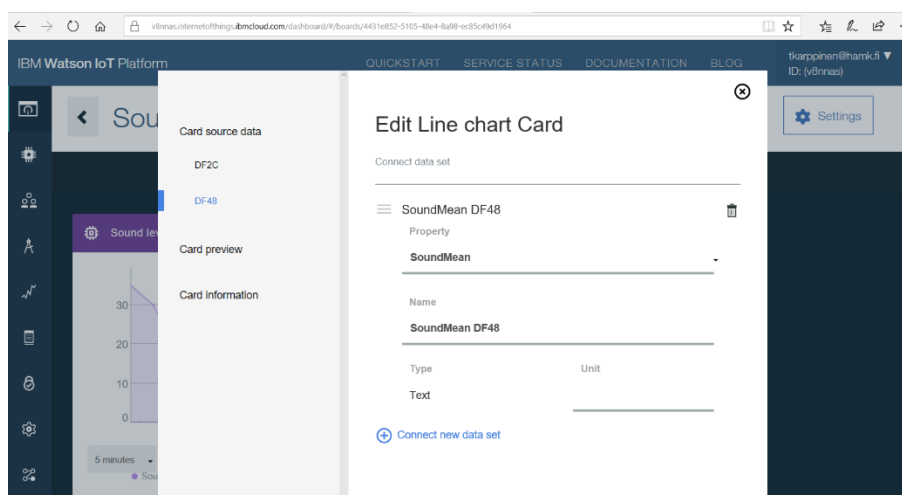 v8nnas.internetofthings.ibmcloud.com/dashboard/#/boards/4431e852-5105-48e4-8a98-ec85c49d1964
IBM Watson IoT Platform
QUICKSTART SERVICE STATUS DOCUMENTATION BLOG
tkarppinen@hamk.fi ▼
ID: (v8nnas)
Sou
Settings
Card source data
DF2C
DF48
Card preview
Card information
Edit Line chart Card
Connect data set
SoundMean DF48
Property
SoundMean
Name
SoundMean DF48
Type Unit
Text
Connect new data set
Sound lev
30
20
10
0
5 minutes
Sou